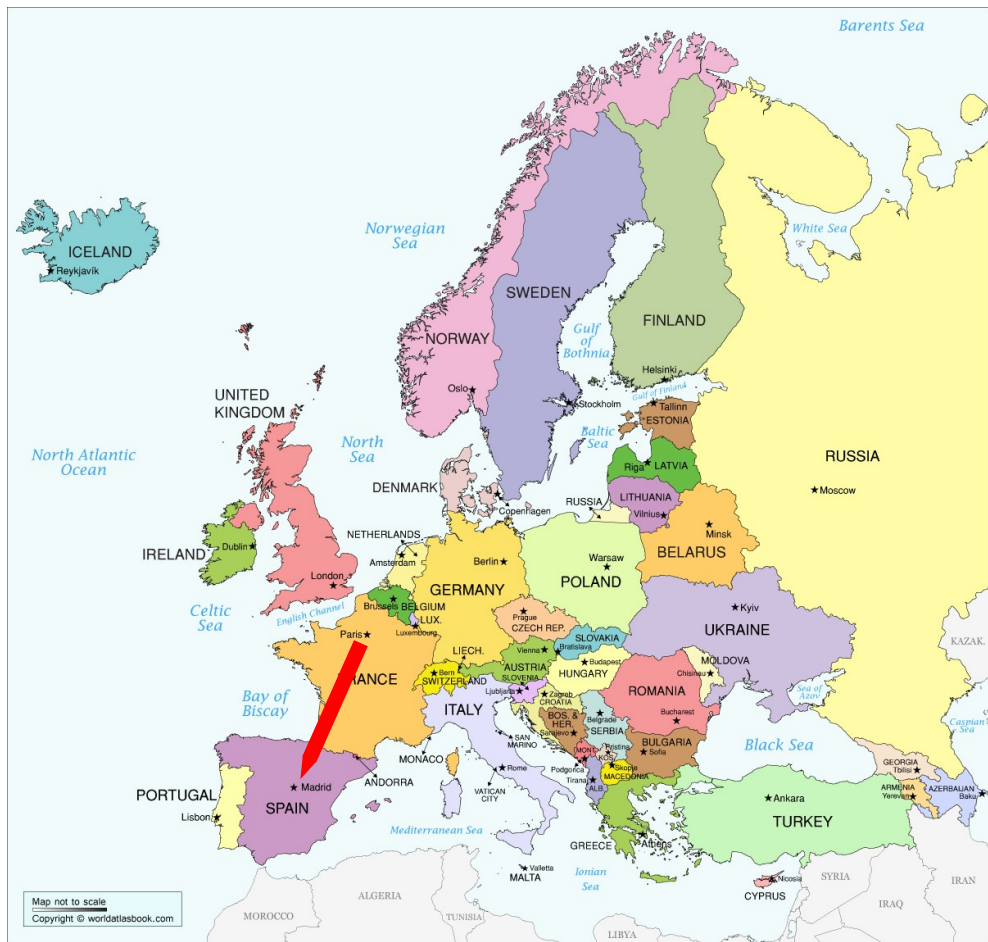 Barents Sea
ICELAND
Reykjavík
Norwegian
Sea
White Sea
SWEDEN
FINLAND
NORWAY
Gulf
of
Bothnia
Helsinki
Gulf of Finland
Oslo
Stockholm
Tallinn
ESTONIA
UNITED
KINGDOM
North
Sea
Baltic
Sea
North Atlantic
Ocean
RUSSIA
Riga
LATVIA
DENMARK
LITHUANIA
Moscow
RUSSIA
Vilnius
Copenhagen
Minsk
NETHERLANDS
IRELAND
Dublin
BELARUS
Amsterdam
Berlin
Warsaw
London
GERMANY
POLAND
Celtic
Sea
English Channel
Brussels
BELGIUM
LUX.
Prague
Kyiv
CZECH REP.
Paris
Luxembourg
UKRAINE
SLOVAKIA
KAZAK.
LIECH.
Vienna
Bratislava
RANCE
Bern
SWITZERLAND
AUSTRIA
Budapest
HUNGARY
MOLDOVA
Chisinau
SLOVENIA
Ljubljana
Zagreb
CROATIA
ROMANIA
Sea of
Azov
Bay of
Biscay
ITALY
BOS. &
HER.
Sarajevo
Belgrade
SERBIA
Bucharest
Caspian
Sea
SAN
MARINO
Black Sea
MONACO
MONT.
Pristina
KOS.
BULGARIA
Sofia
Podgorica
Rome
Skopje
MACEDONIA
GEORGIA
Tbilisi
ANDORRA
Tirana
ALB.
ARMENIA
Yerevan
AZERBAIJAN
Baku
PORTUGAL
Madrid
SPAIN
VATICAN
CITY
Ankara
Lisbon
TURKEY
Mediterranean Sea
GREECE
Athens
Valletta
MALTA
Ionian
Sea
Nicosia
CYPRUS
SYRIA
IRAN
Map not to scale
Copyright © worldatlasbook.com
ALGERIA
IRAQ
MOROCCO
TUNISIA
LIBYA